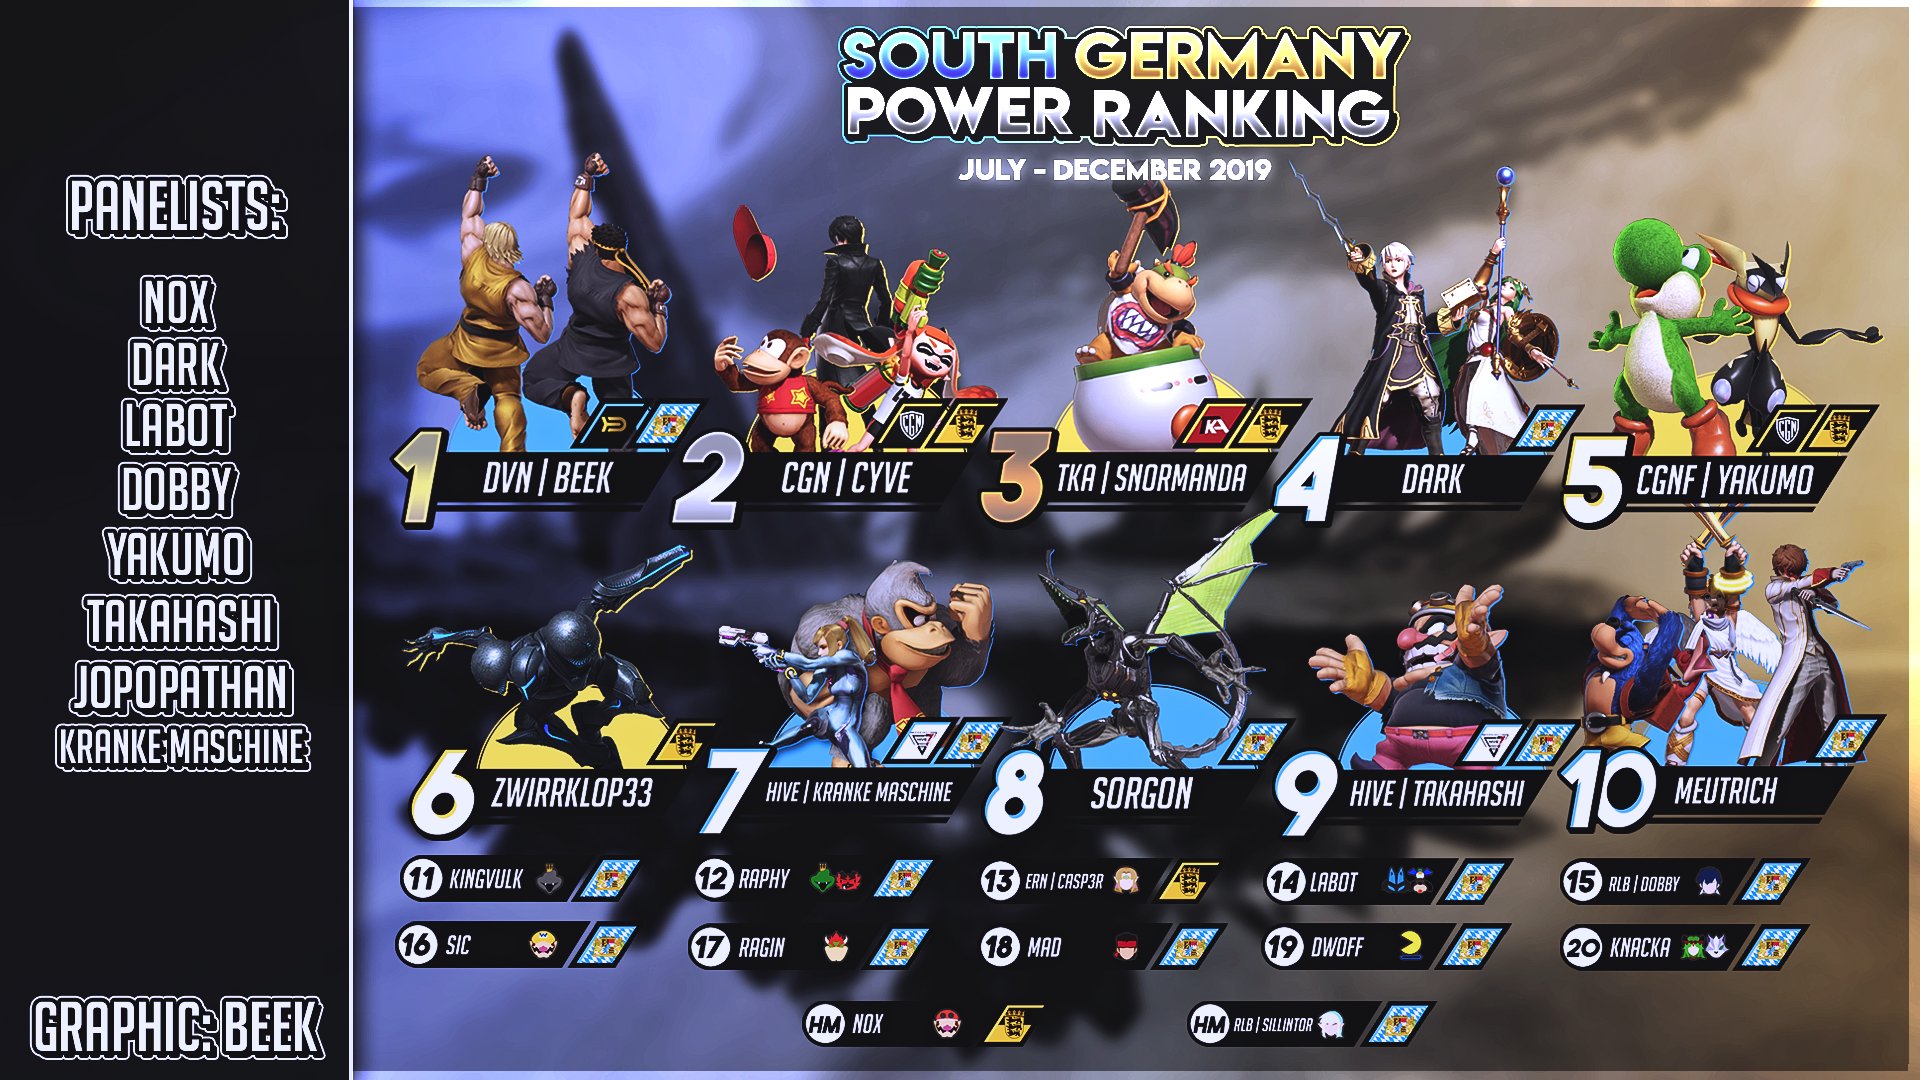 PANELISTS:
NOX
DARK
LABOT
DOBBY
YAKUMO
TAKAHASHI
JOPOPATHAN
KRANKE MASCHINE
GRAPHIC: BEEK
SOUTH GERMANY
POWER RANKING
JULY - DECEMBER 2019
1 DVN | BEEK
2 CGN | CYVE
CGN
3 TKA | SNORMANDA
KA
4 DARK
5 CGNF | YAKUMO
CGN
6 ZWIRRKLOP33
7 HIVE | KRANKE MASCHINE
8 SORGON
9 HIVE | TAKAHASHI
10 MEUTRICH
11 KINGVULK
12 RAPHY
13 ERN | CASP3R
14 LABOT
15 RLB | DOBBY
16 SIC
17 RAGIN
18 MAD
19 DWOFF
20 KNACKA
HM NOX
HM RLB | SILLINTOR